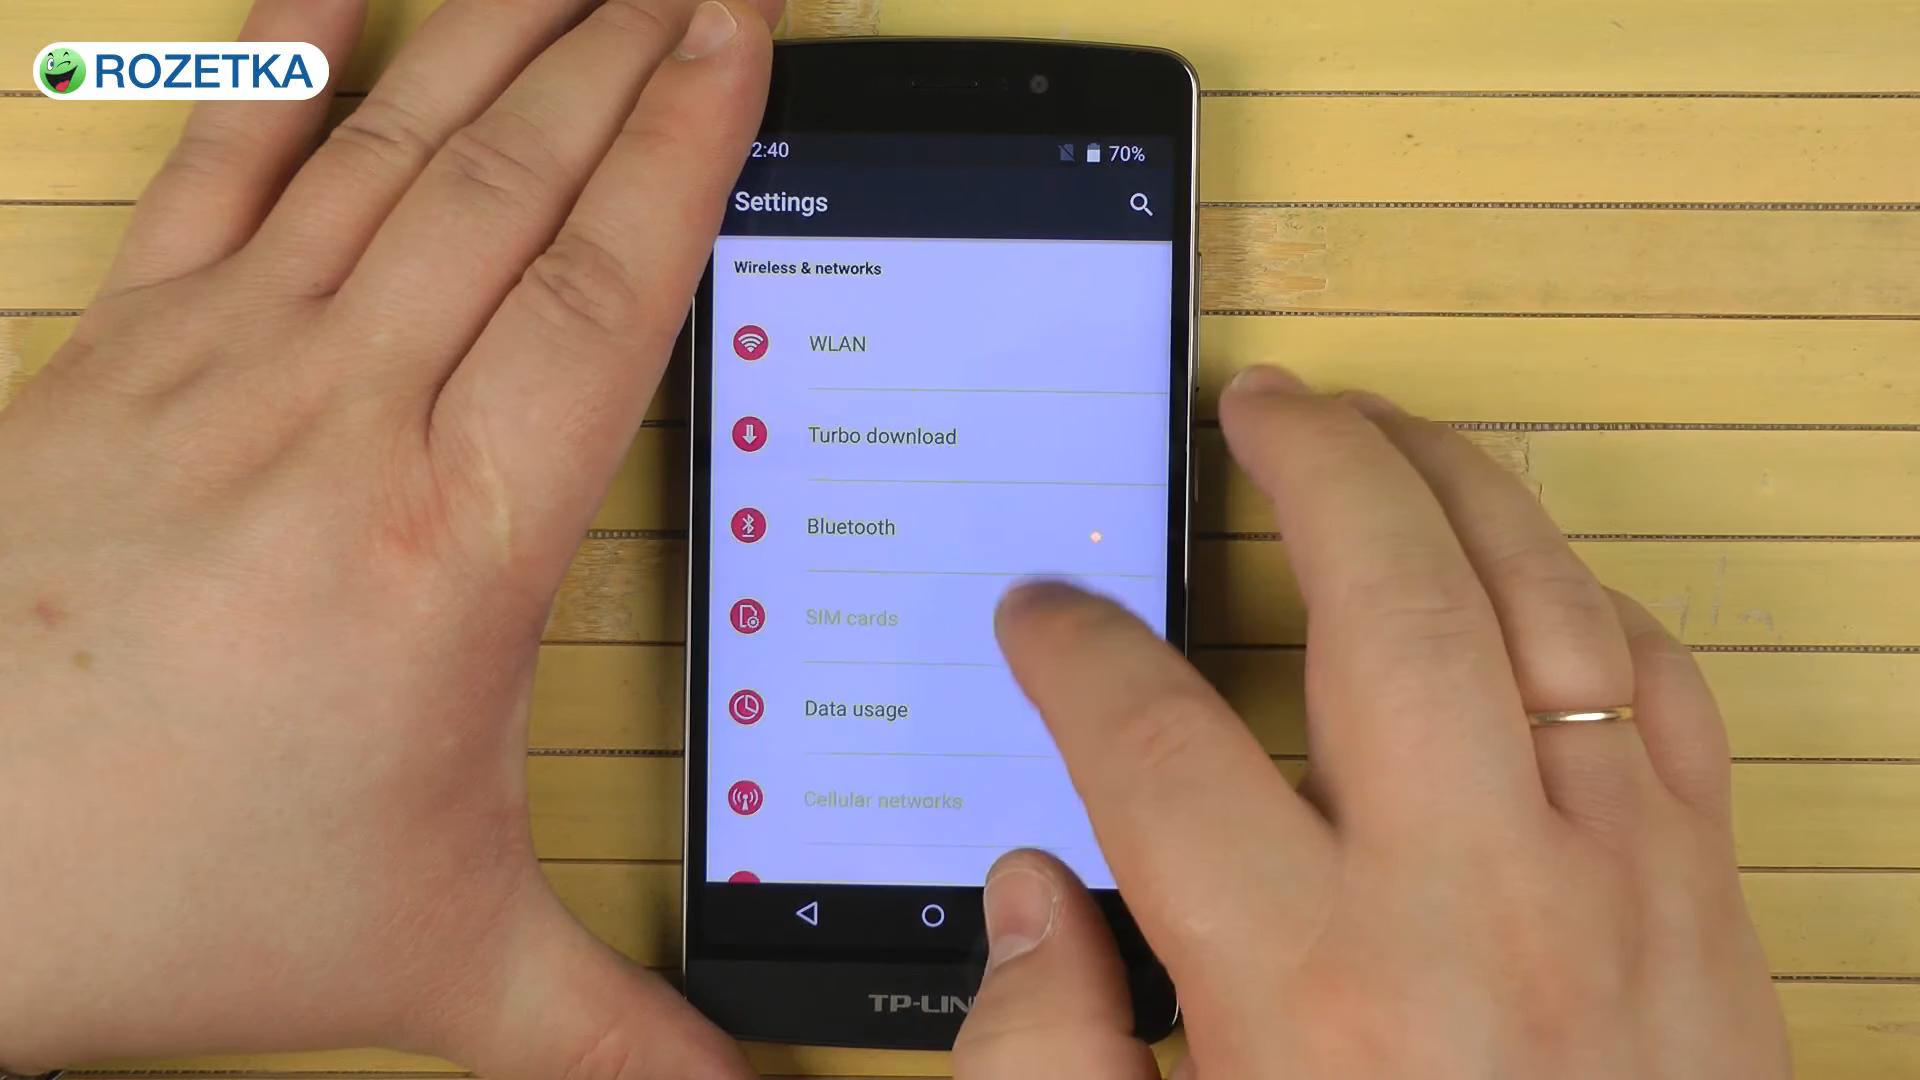 ROZETKA
2:40
70%
Settings
Wireless & networks
WLAN
Turbo download
Bluetooth
SIM cards
Data usage
Cellular networks
TP-LIN